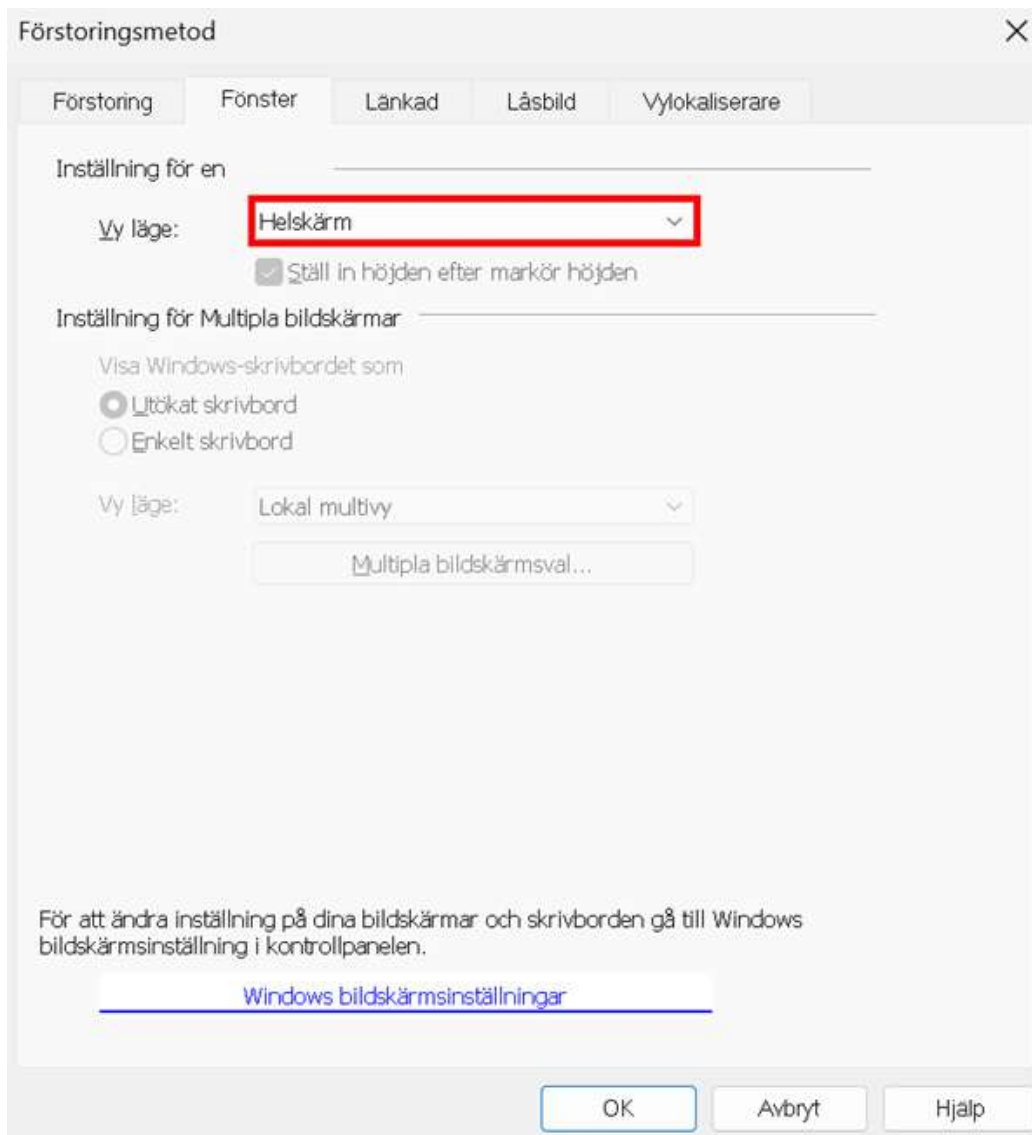 Förstoringsmetod
Förstoring Fönster Länkad Låsbild Vylokaliserare
Inställning för en
Vy läge: Helskärm
Ställ in höjden efter markör höjden
Inställning för Multipla bildskärmar
Visa Windows-skrivbordet som
Utökat skrivbord
Enkelt skrivbord
Vy läge: Lokal multivy
Multipla bildskärmsval...
För att ändra inställning på dina bildskärmar och skrivborden gå till Windows
bildskärmsinställning i kontrollpanelen.
Windows bildskärmsinställningar
OK Avbryt Hjälp